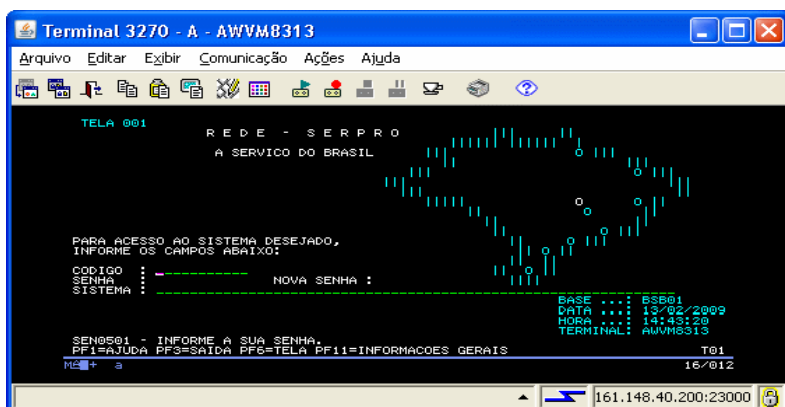 Terminal 3270 - A - AWVM8313
Arquivo Editar Exibir Comunicação Ações Ajuda
TELA 001
R E D E - S E R P R O
A SERVICO DO BRASIL
PARA ACESSO AO SISTEMA DESEJADO,
INFORME OS CAMPOS ABAIXO:
CODIGO :
SENHA : NOVA SENHA :
SISTEMA :
BASE ...: BSB01
DATA ...: 13/02/2009
HORA ...: 14:43:20
TERMINAL: AWVM8313
SEN0501 - INFORME A SUA SENHA.
PF1=AJUDA PF3=SAIDA PF6=TELA PF11=INFORMACOES GERAIS T01
a 16/012
161.148.40.200:23000